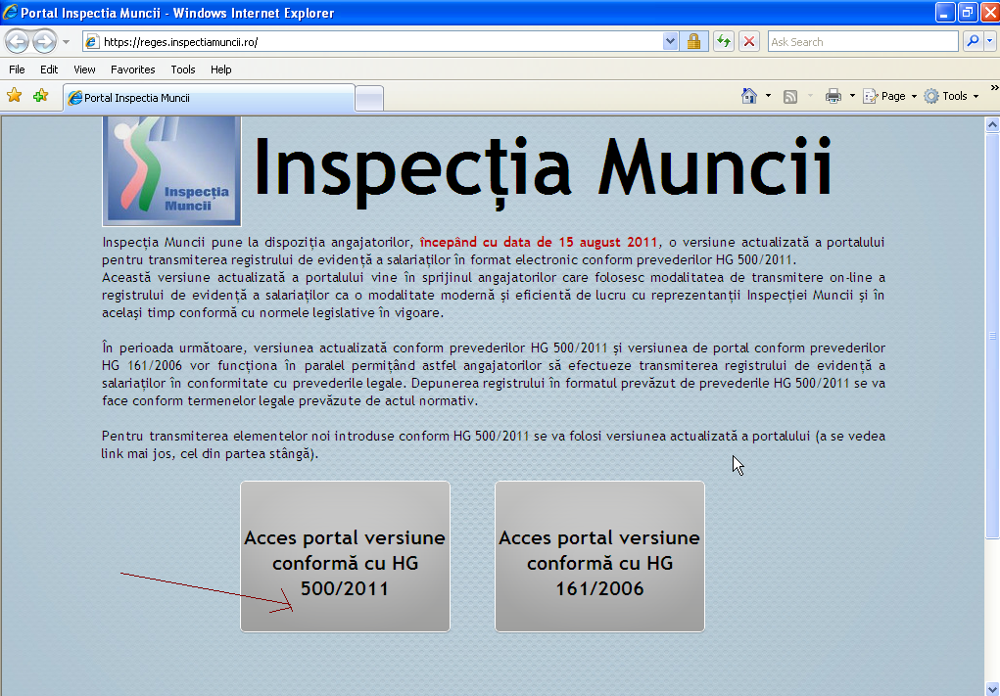 Portal Inspectia Muncii - Windows Internet Explorer
https://reges.inspectiamuncii.ro/
Ask Search
File Edit View Favorites Tools Help
Portal Inspectia Muncii
Page Tools »
Inspecția
Muncii
Inspecția Muncii
Inspecția Muncii pune la dispoziția angajatorilor, începând cu data de 15 august 2011, o versiune actualizată a portalului
pentru transmiterea registrului de evidență a salariaților în format electronic conform prevederilor HG 500/2011.
Această versiune actualizată a portalului vine în sprijinul angajatorilor care folosesc modalitatea de transmitere on-line a
registrului de evidență a salariaților ca o modalitate modernă și eficientă de lucru cu reprezentanții Inspecției Muncii și în
același timp conformă cu normele legislative în vigoare.
În perioada următoare, versiunea actualizată conform prevederilor HG 500/2011 și versiunea de portal conform prevederilor
HG 161/2006 vor funcționa în paralel permițând astfel angajatorilor să efectueze transmiterea registrului de evidență a
salariaților în conformitate cu prevederile legale. Depunerea registrului în formatul prevăzut de prevederile HG 500/2011 se va
face conform termenelor legale prevăzute de actul normativ.
Pentru transmiterea elementelor noi introduse conform HG 500/2011 se va folosi versiunea actualizată a portalului (a se vedea
link mai jos, cel din partea stângă).
Acces portal versiune
conformă cu HG
500/2011
Acces portal versiune
conformă cu HG
161/2006